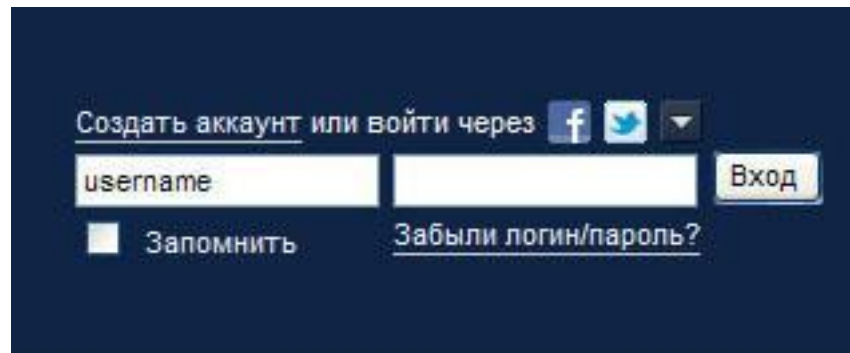 Создать аккаунт или войти через
username
Вход
Запомнить
Забыли логин/пароль?